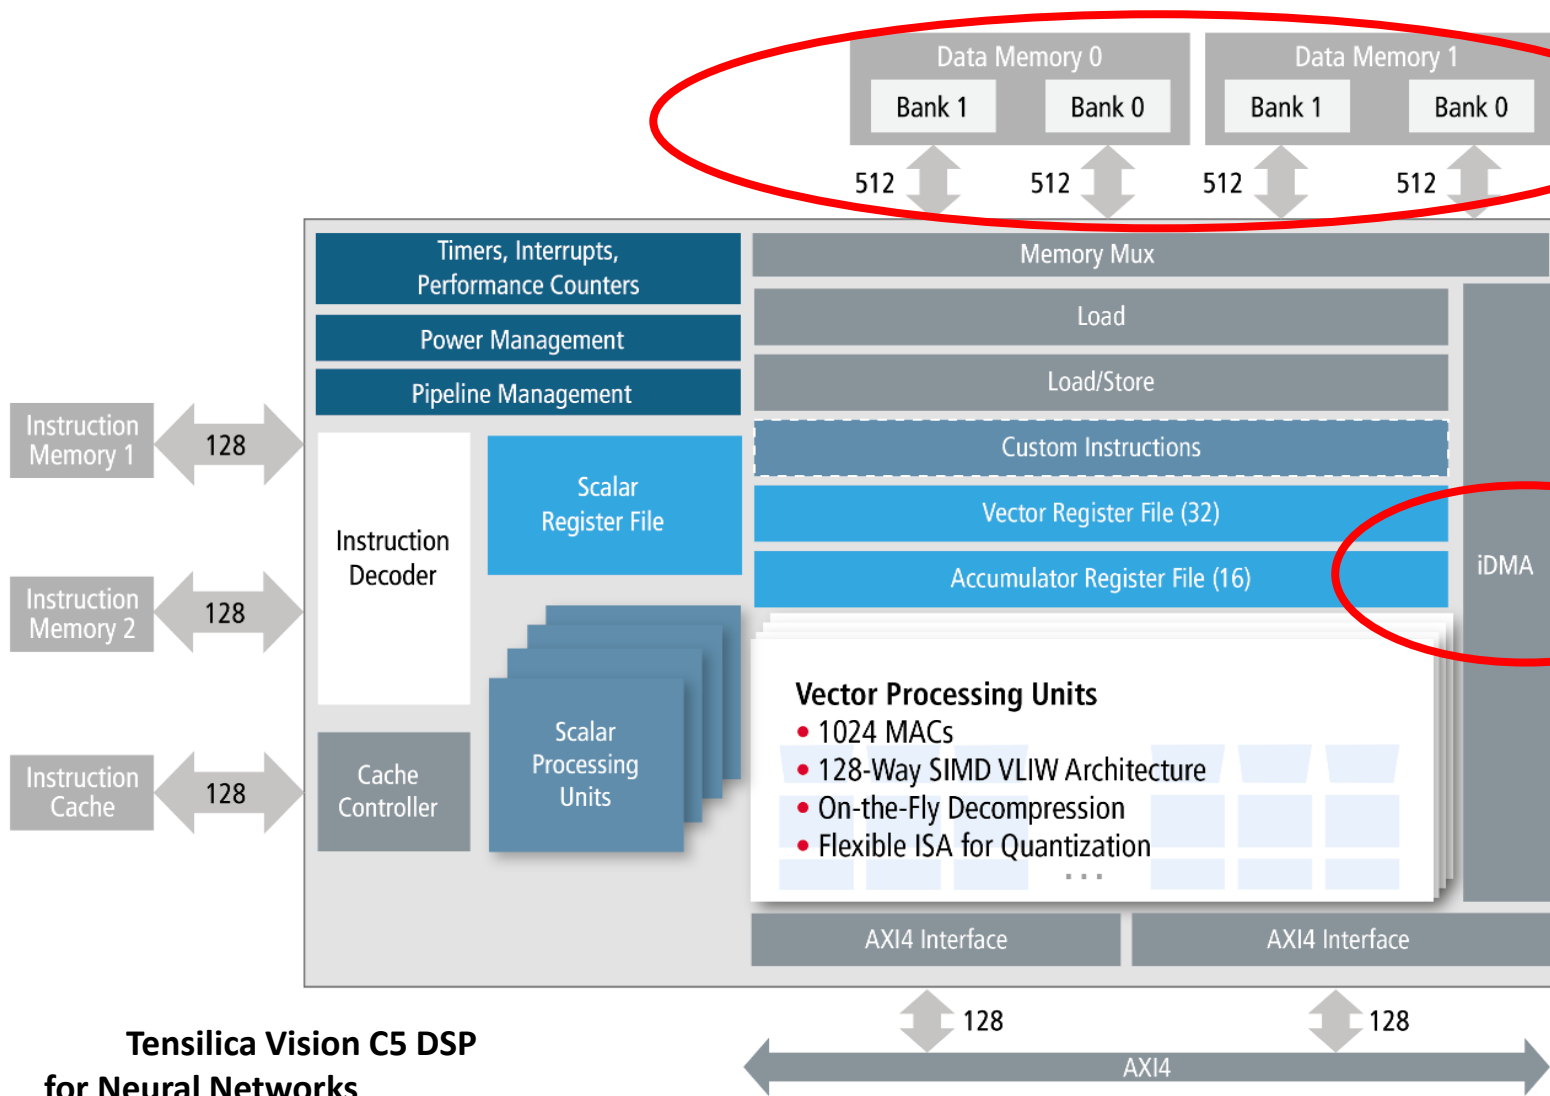 Data Memory 0
Data Memory 1
Bank 1
Bank 0
Bank 1
Bank 0
512
512
512
512
Timers, Interrupts,
Performance Counters
Memory Mux
Load
Power Management
Load/Store
Pipeline Management
Instruction
Memory 1
128
Custom Instructions
Scalar
Register File
Vector Register File (32)
Instruction
Decoder
iDMA
Accumulator Register File (16)
Instruction
Memory 2
128
Vector Processing Units
• 1024 MACs
• 128-Way SIMD VLIW Architecture
• On-the-Fly Decompression
• Flexible ISA for Quantization
...
Scalar
Processing
Units
Instruction
Cache
128
Cache
Controller
AXI4 Interface
AXI4 Interface
128
128
AXI4
Tensilica Vision C5 DSP
for Neural Networks